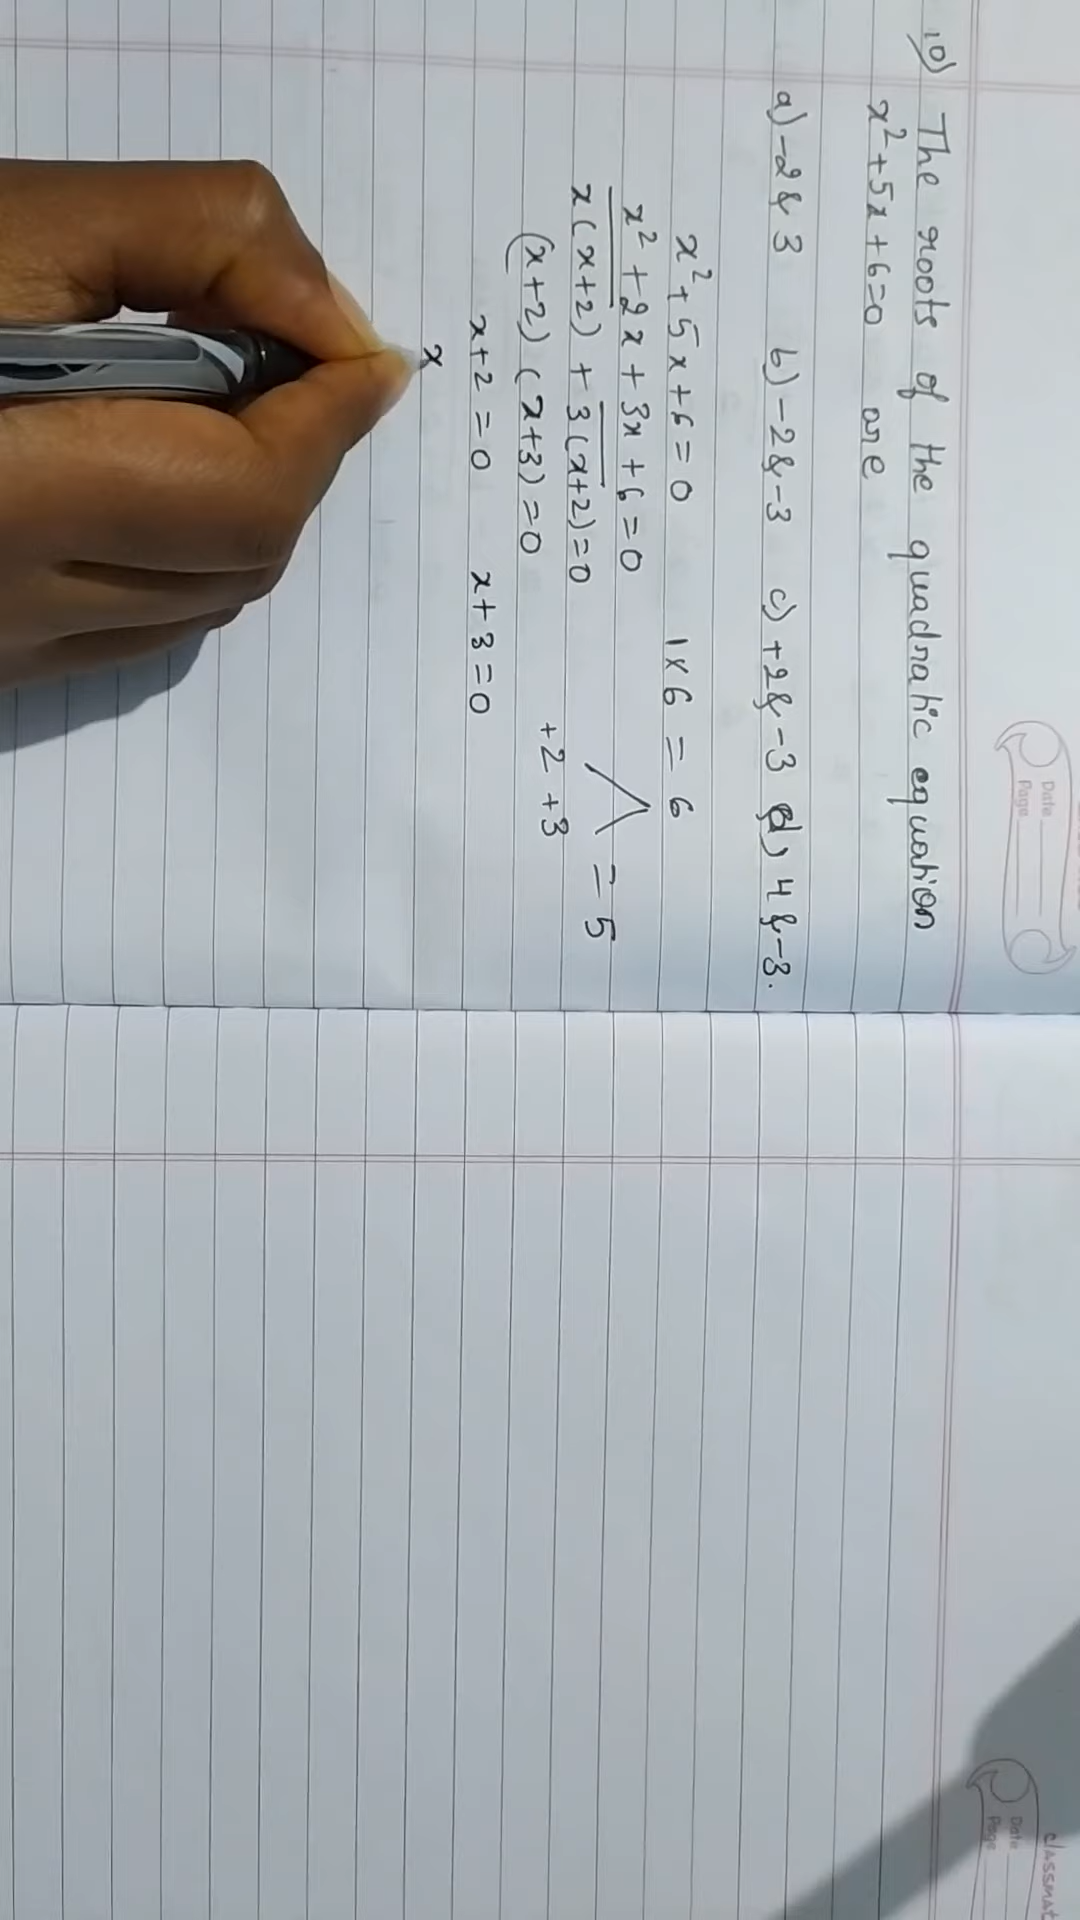 Date
Page
10) The roots of the quadratic equation
x²+5x+6=0 are
a) -2 & 3 b) -2 & -3 c) +2 & -3 d) 4 & -3.
x²+5x+6=0 1×6 = 6
x²+2x+3x+6=0
x(x+2)+3(x+2)=0 = 5
(x+2)(x+3)=0 +2 +3
x+2=0 x+3=0
x
Date
Page